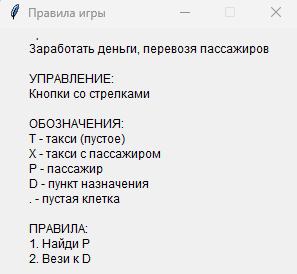 Правила игры
Заработать деньги, перевозя пассажиров
УПРАВЛЕНИЕ:
Кнопки со стрелками
ОБОЗНАЧЕНИЯ:
T - такси (пустое)
X - такси с пассажиром
P - пассажир
D - пункт назначения
. - пустая клетка
ПРАВИЛА:
1. Найди P
2. Вези к D